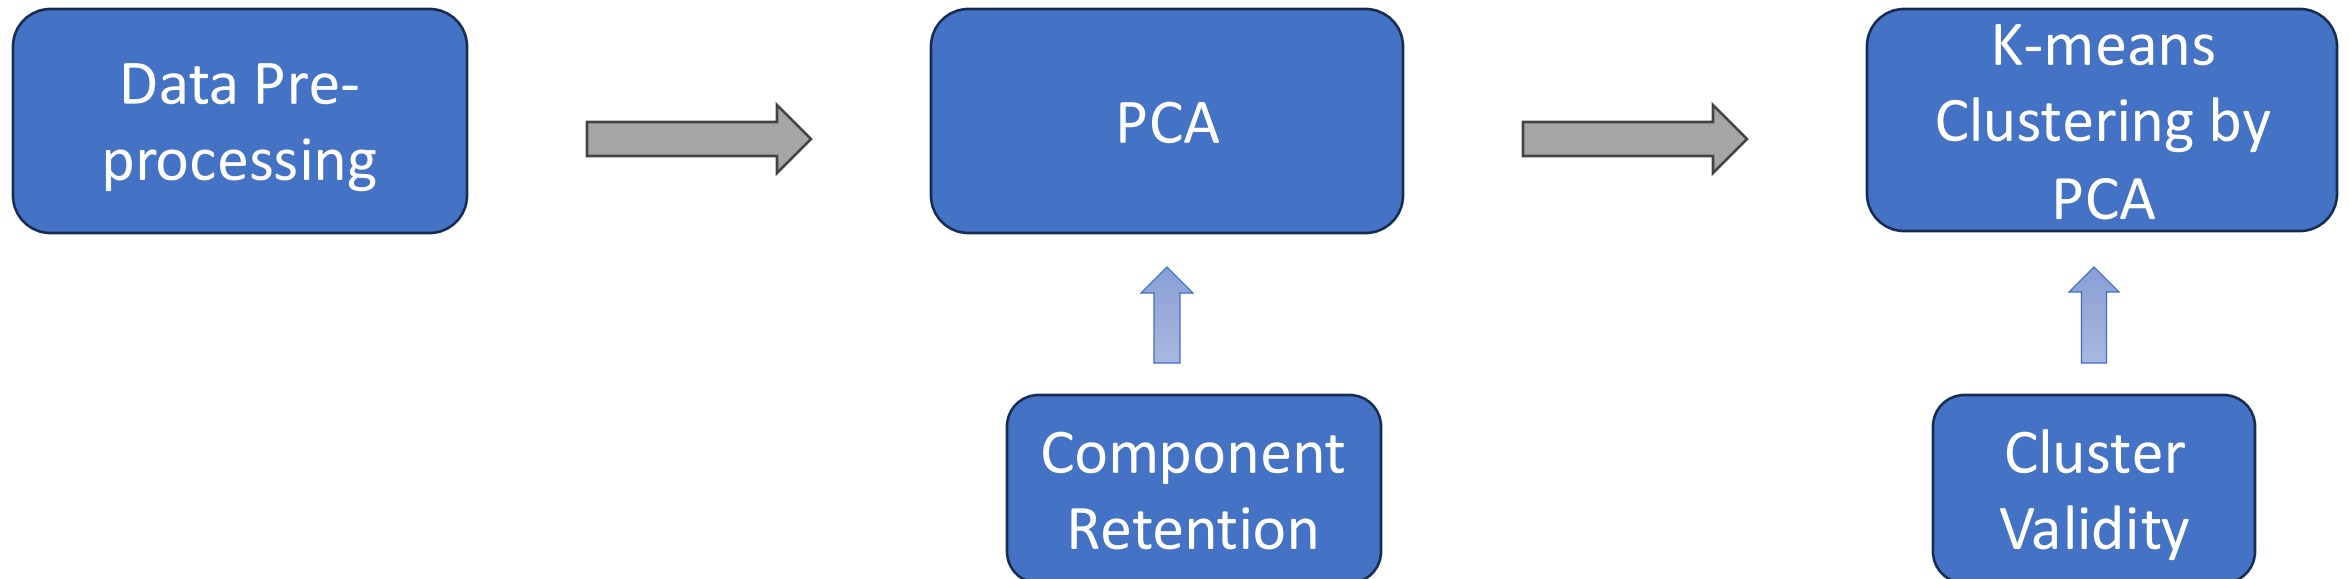 Data Pre-
processing
PCA
K-means
Clustering by
PCA
Component
Retention
Cluster
Validity